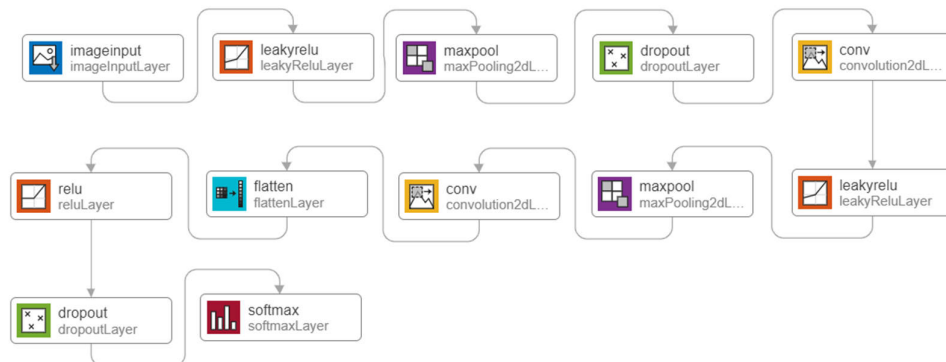 imageinput
imageInputLayer
leakyrelu
leakyReluLayer
maxpool
maxPooling2dL...
dropout
dropoutLayer
conv
convolution2dL...
relu
reluLayer
flatten
flattenLayer
conv
convolution2dL...
maxpool
maxPooling2dL...
leakyrelu
leakyReluLayer
dropout
dropoutLayer
softmax
softmaxLayer